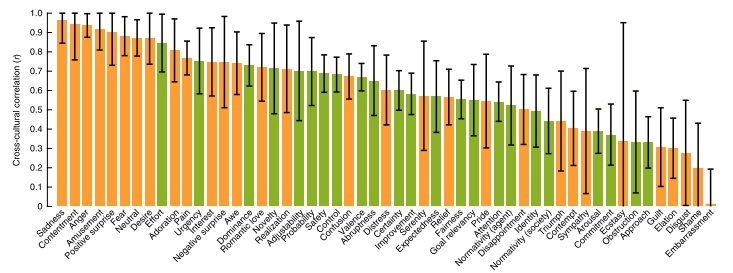 Cross-cultural correlation (r)
1.0
0.9
0.8
0.7
0.6
0.5
0.4
0.3
0.2
0.1
0
Sadness
Contentment
Anger
Amusement
Positive surprise
Fear
Neutral
Desire
Effort
Adoration
Pain
Urgency
Interest
Negative surprise
Awe
Dominance
Romantic love
Novelty
Realization
Adjustability
Probability
Safety
Control
Confusion
Valence
Abruptness
Distress
Certainty
Improvement
Serenity
Expectedness
Relief
Fairness
Goal relevancy
Pride
Attention
Normativity (agent)
Disappointment
Identity
Normativity (society)
Triumph
Contempt
Sympathy
Arousal
Commitment
Ecstasy
Obstruction
Approach
Guilt
Elation
Disgust
Shame
Embarrassment